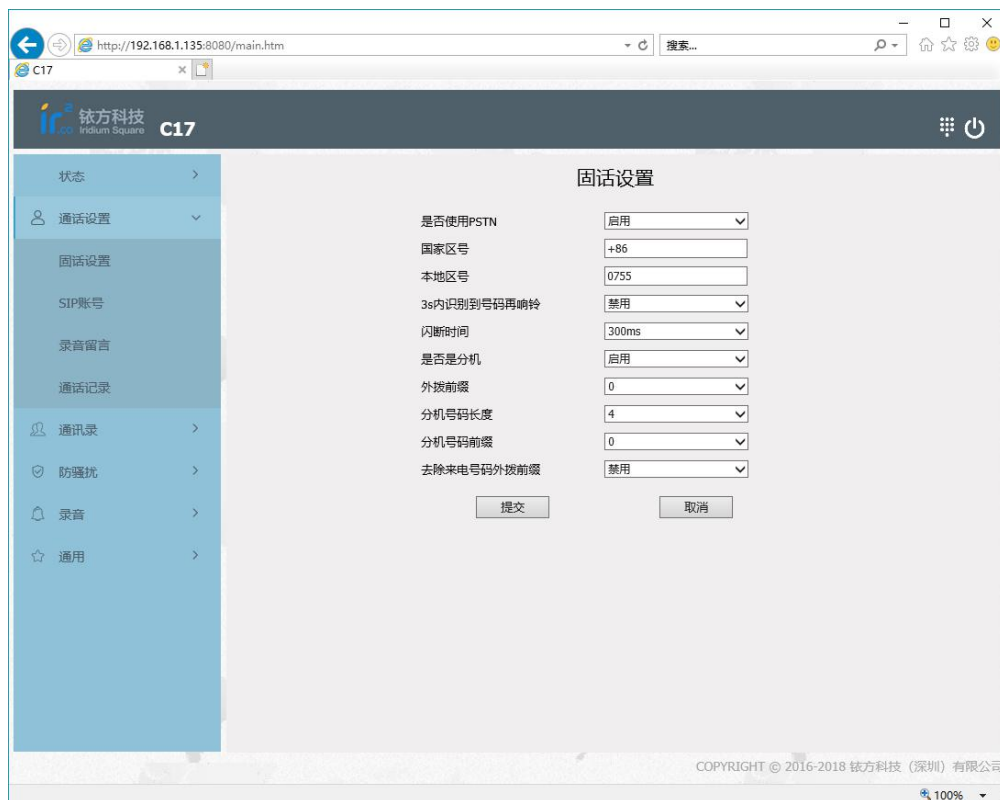 http://192.168.1.135:8080/main.htm
搜索...
C17
ir2.co 铱方科技 Iridium Square C17
状态
通话设置
固话设置
SIP账号
录音留言
通话记录
通讯录
防骚扰
录音
通用
固话设置
是否使用PSTN 启用
国家区号 +86
本地区号 0755
3s内识别到号码再响铃 禁用
闪断时间 300ms
是否是分机 启用
外拨前缀 0
分机号码长度 4
分机号码前缀 0
去除来电号码外拨前缀 禁用
提交 取消
COPYRIGHT © 2016-2018 铱方科技（深圳）有限公司
100%